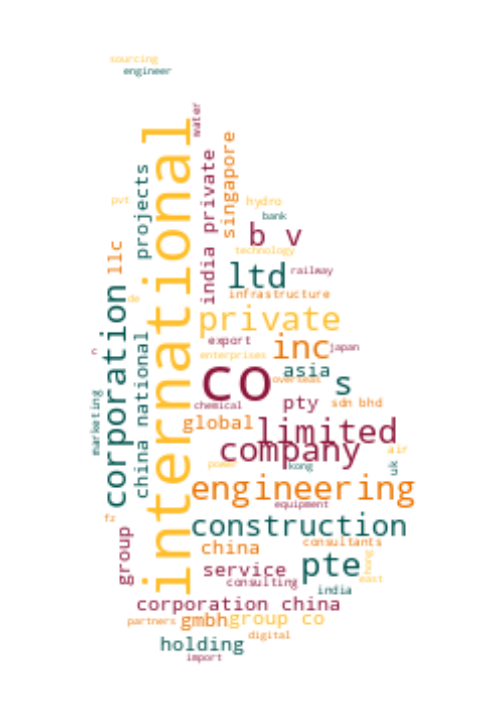 sourcing
engineer
water
international
singapore
india private
projects
pvt
hydro
bank
b v
technology
llc
ltd
railway
infrastructure
de
corporation
private
export
inc
japan
enterprises
c
china national
asia
co
overseas
s
marketing
chemical
pty
sdn bhd
global
limited
company
air
power
kong
uk
engineering
equipment
fz
construction
group
china
consultants
hong
service
pte
consulting
east
india
corporation china
partners
gmbh
group co
digital
holding
import